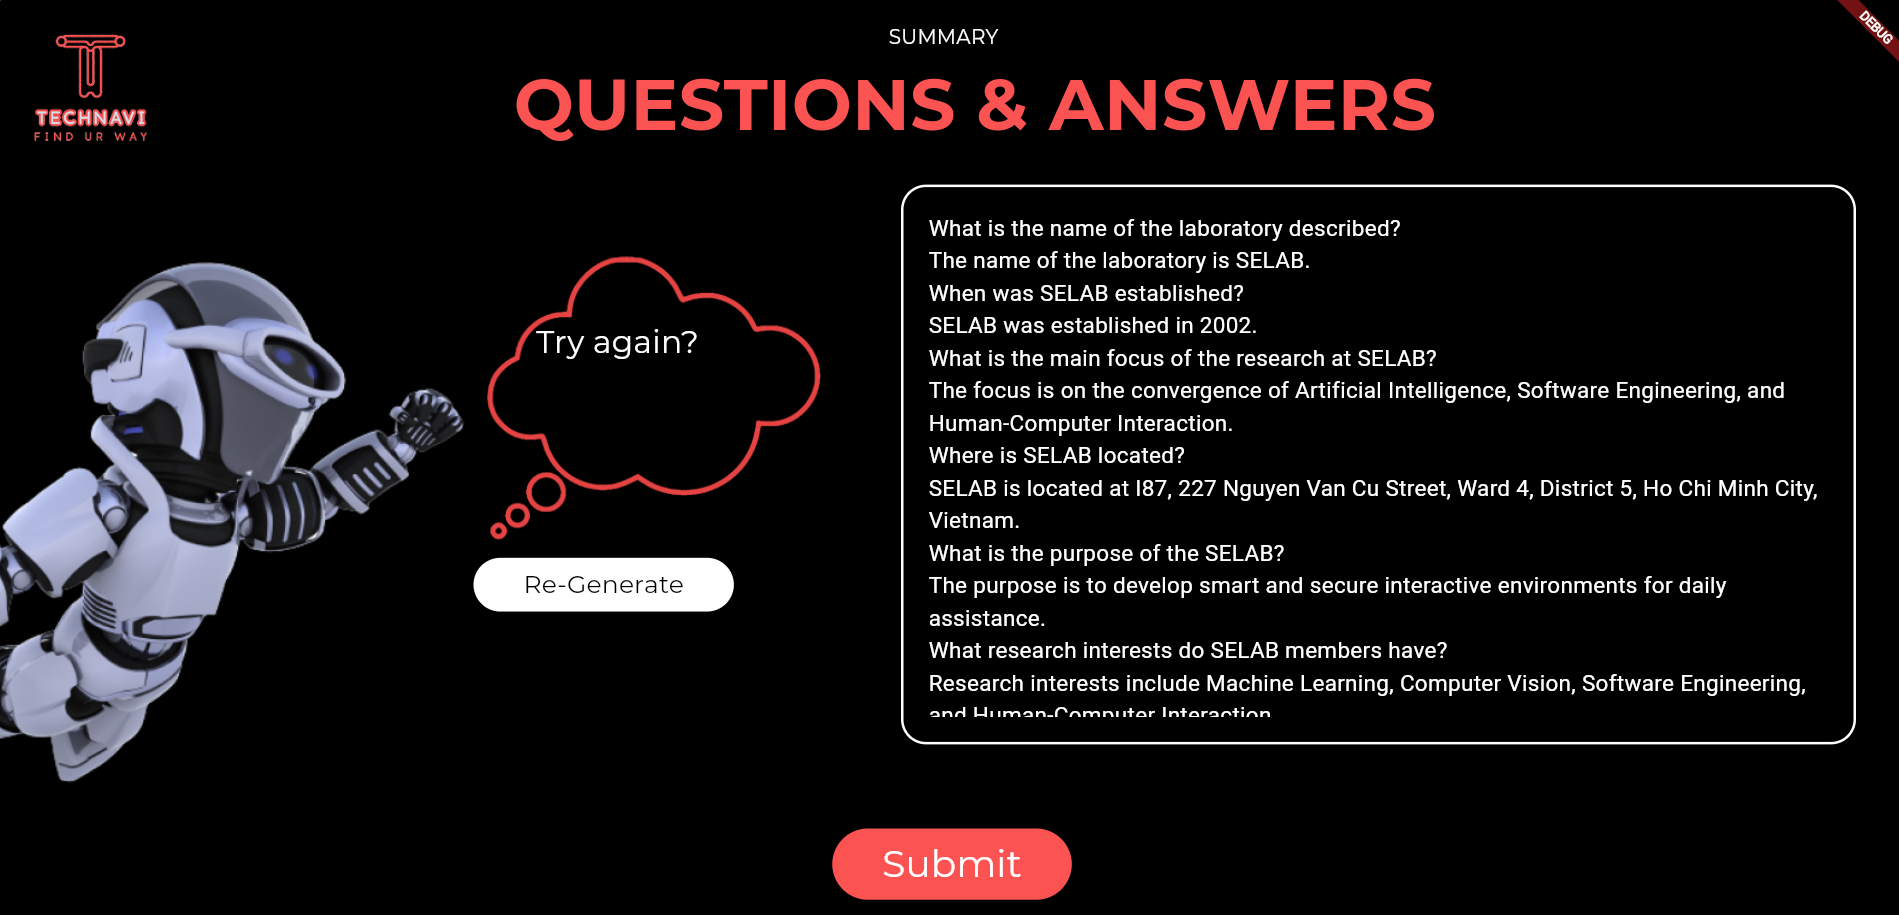 DEBUG
SUMMARY
QUESTIONS & ANSWERS
TECHNAVI
FIND UR WAY
Try again?
Re-Generate
What is the name of the laboratory described?
The name of the laboratory is SELAB.
When was SELAB established?
SELAB was established in 2002.
What is the main focus of the research at SELAB?
The focus is on the convergence of Artificial Intelligence, Software Engineering, and
Human-Computer Interaction.
Where is SELAB located?
SELAB is located at I87, 227 Nguyen Van Cu Street, Ward 4, District 5, Ho Chi Minh City,
Vietnam.
What is the purpose of the SELAB?
The purpose is to develop smart and secure interactive environments for daily
assistance.
What research interests do SELAB members have?
Research interests include Machine Learning, Computer Vision, Software Engineering,
and Human-Computer Interaction
Submit